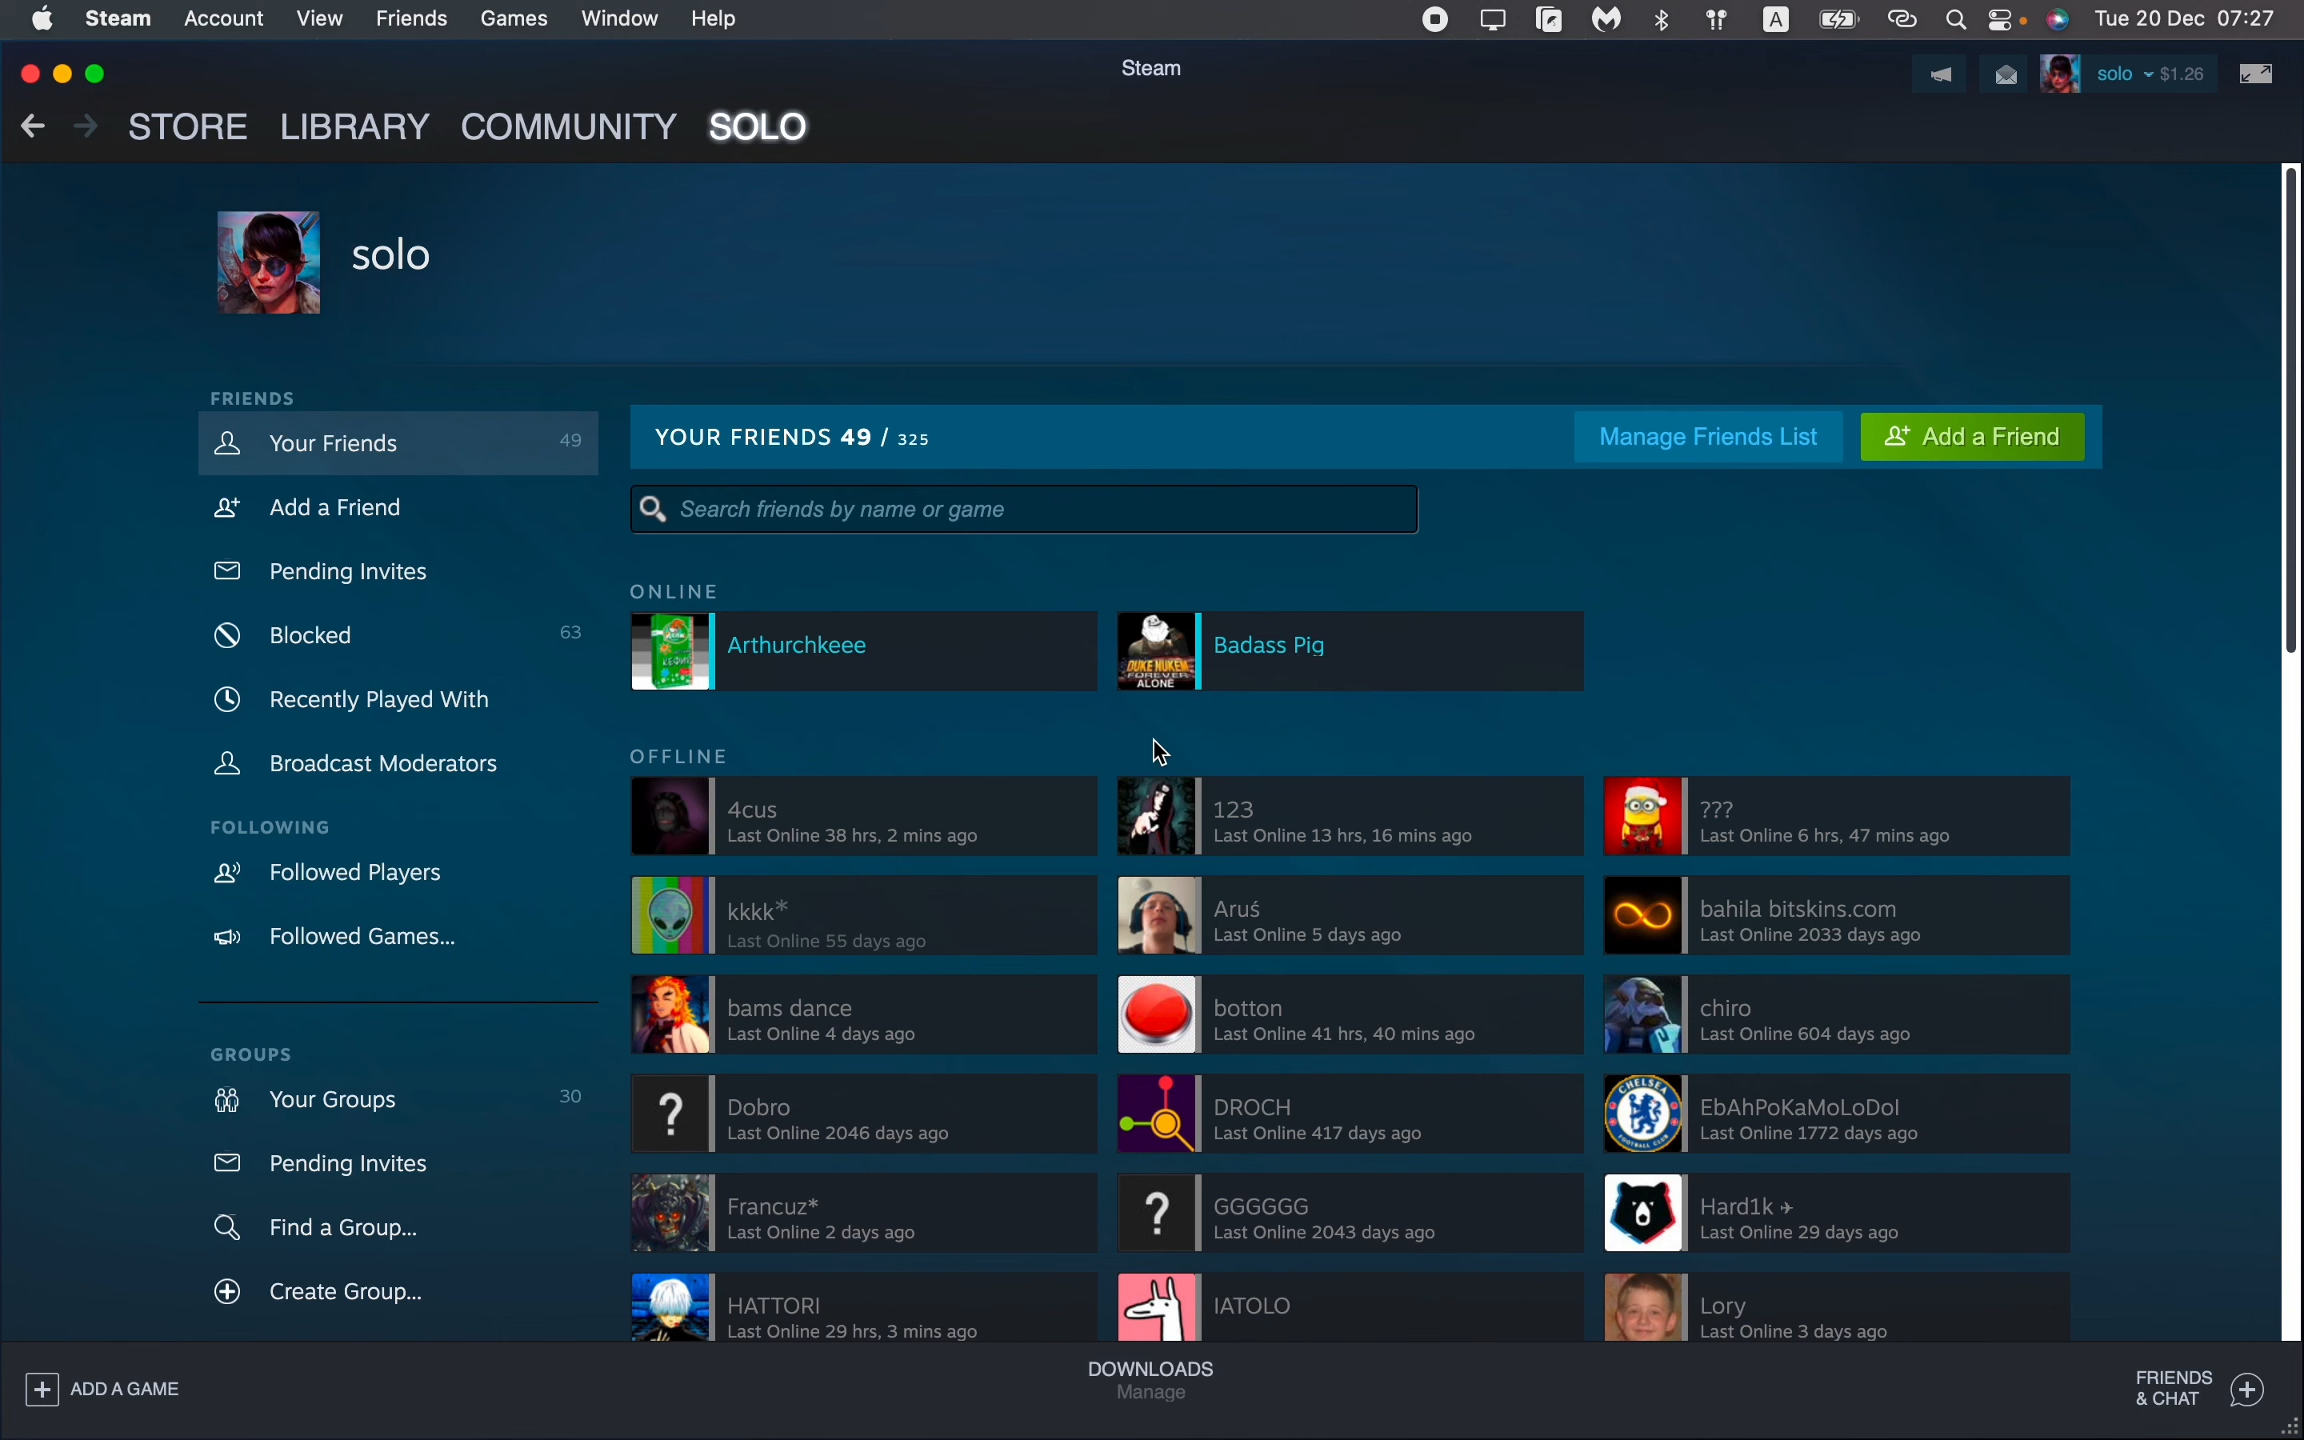 Steam Account View Friends Games Window Help
A Tue 20 Dec 07:27
Steam
solo $1.26
STORE LIBRARY COMMUNITY SOLO
solo
FRIENDS
Your Friends 49
Add a Friend
Pending Invites
Blocked 63
Recently Played With
Broadcast Moderators
FOLLOWING
Followed Players
Followed Games...
GROUPS
Your Groups 30
Pending Invites
Find a Group...
Create Group...
YOUR FRIENDS 49 / 325
Manage Friends List
Add a Friend
Search friends by name or game
ONLINE
Arthurchkeee
DUKE NUKEM
FOREVER
ALONE
Badass Pig
OFFLINE
4cus
Last Online 38 hrs, 2 mins ago
123
Last Online 13 hrs, 16 mins ago
???
Last Online 6 hrs, 47 mins ago
kkkk*
Last Online 55 days ago
Aruś
Last Online 5 days ago
bahila bitskins.com
Last Online 2033 days ago
bams dance
Last Online 4 days ago
botton
Last Online 41 hrs, 40 mins ago
chiro
Last Online 604 days ago
?
Dobro
Last Online 2046 days ago
DROCH
Last Online 417 days ago
CHELSEA
FOOTBALL CLUB
EbAhPoKaMoLoDol
Last Online 1772 days ago
Francuz*
Last Online 2 days ago
?
GGGGGG
Last Online 2043 days ago
Hard1k ✈
Last Online 29 days ago
HATTORI
Last Online 29 hrs, 3 mins ago
IATOLO
Lory
Last Online 3 days ago
ADD A GAME
DOWNLOADS
Manage
FRIENDS
& CHAT